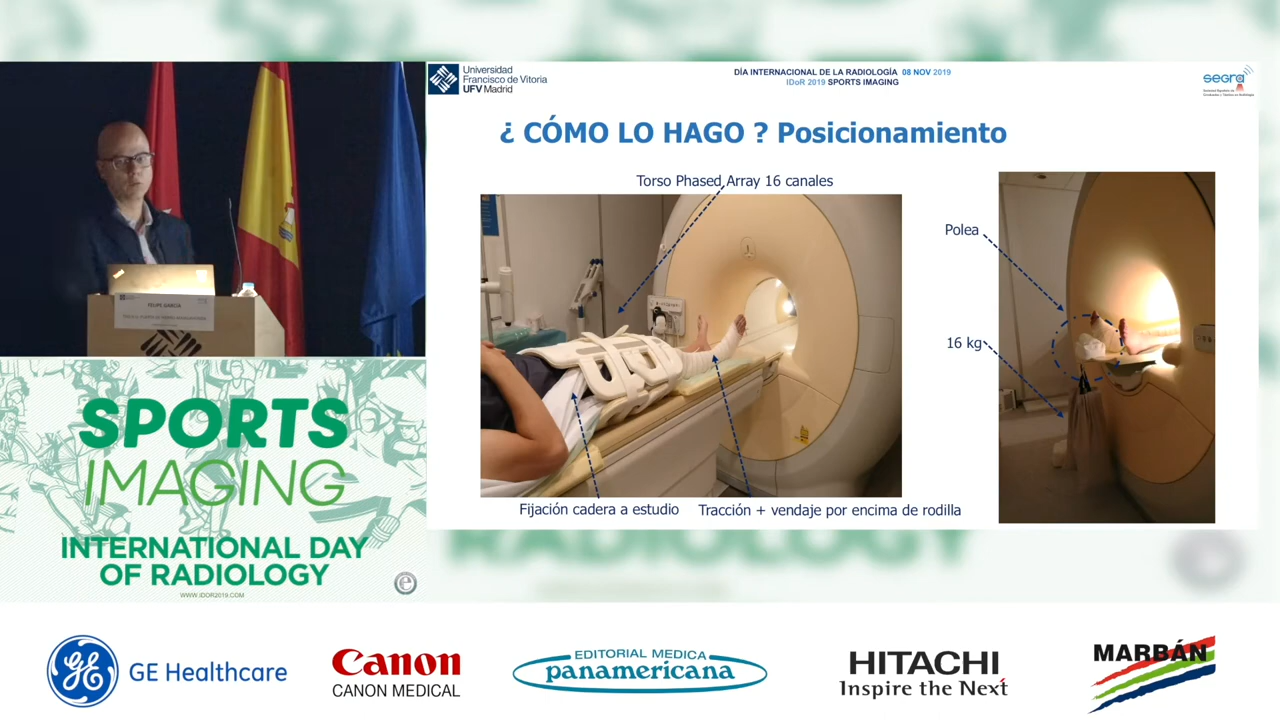 Universidad
Francisco de Vitoria
UFV Madrid
DÍA INTERNACIONAL DE LA RADIOLOGÍA 08 NOV 2019
IDoR 2019 SPORTS IMAGING
segra
¿ CÓMO LO HAGO ? Posicionamiento
Torso Phased Array 16 canales
Polea
16 kg
Fijación cadera a estudio
Tracción + vendaje por encima de rodilla
FELIPE GARCÍA
SPORTS
IMAGING
INTERNATIONAL DAY
OF RADIOLOGY
WWW.IDOR2019.COM
RADIOLOGY
GE Healthcare
Canon
CANON MEDICAL
EDITORIAL MEDICA
panamericana
HITACHI
Inspire the Next
MARBÁN